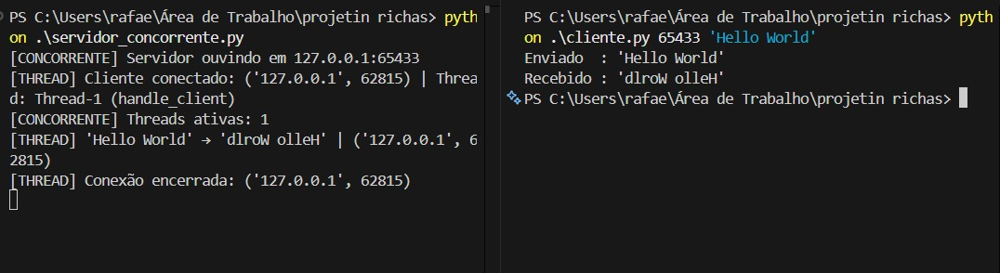 PS C:\Users\rafae\Área de Trabalho\projetin richas> pyth
on .\servidor_concorrente.py
[CONCORRENTE] Servidor ouvindo em 127.0.0.1:65433
[THREAD] Cliente conectado: ('127.0.0.1', 62815) | Threa
d: Thread-1 (handle_client)
[CONCORRENTE] Threads ativas: 1
[THREAD] 'Hello World' → 'dlroW olleH' | ('127.0.0.1', 6
2815)
[THREAD] Conexão encerrada: ('127.0.0.1', 62815)
PS C:\Users\rafae\Área de Trabalho\projetin richas> pyth
on .\cliente.py 65433 'Hello World'
Enviado  : 'Hello World'
Recebido : 'dlroW olleH'
PS C:\Users\rafae\Área de Trabalho\projetin richas>